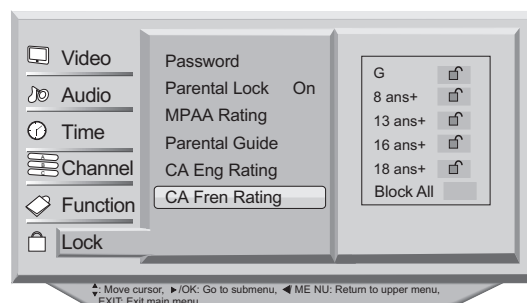 Video
Audio
Time
Channel
Function
Lock
Password
Parental Lock On
MPAA Rating
Parental Guide
CA Eng Rating
CA Fren Rating
G
8 ans+
13 ans+
16 ans+
18 ans+
Block All
: Move cursor, ▶/OK: Go to submenu, ◀ ME NU: Return to upper menu,
EXIT: Exit main menu